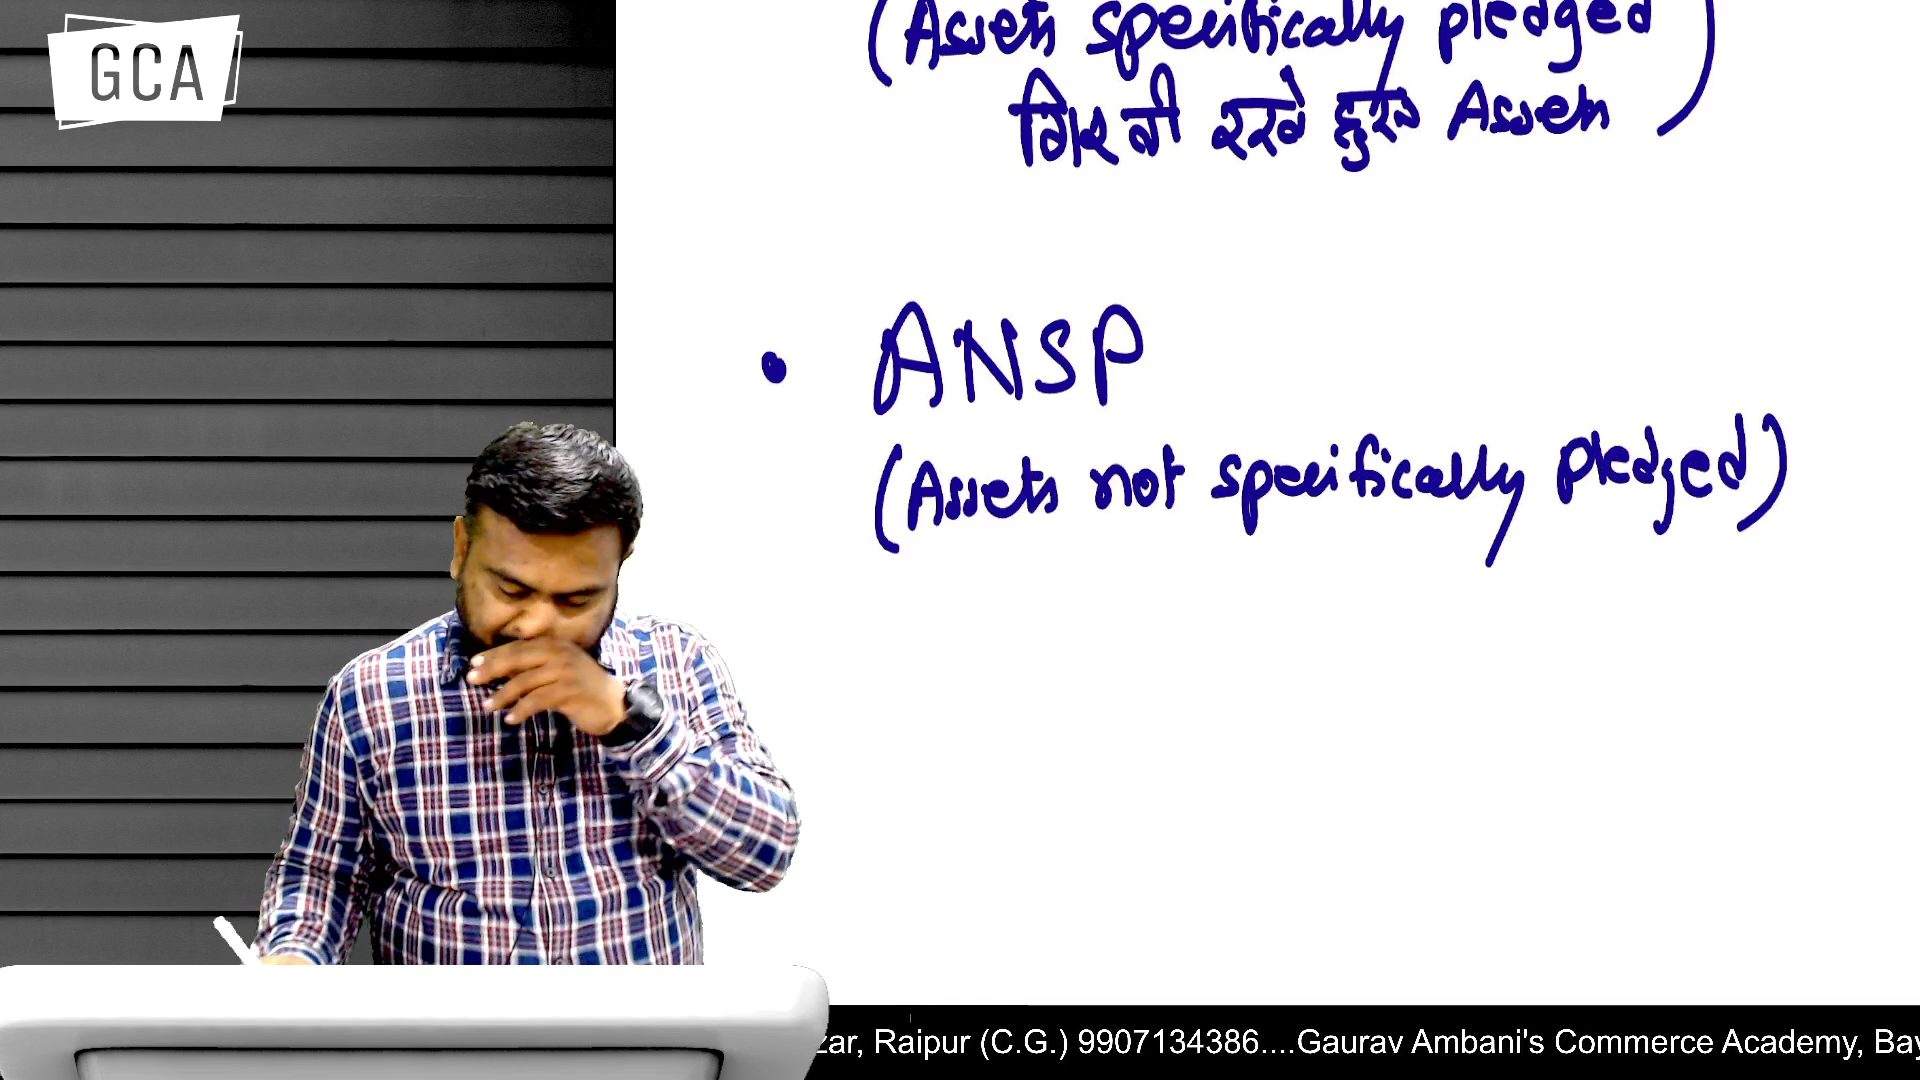 GCA
(Assets specifically pledged
गिरवी रखे हुए Assets)
• ANSP
(Assets not specifically pledged)
zar, Raipur (C.G.) 9907134386....Gaurav Ambani's Commerce Academy, Bay